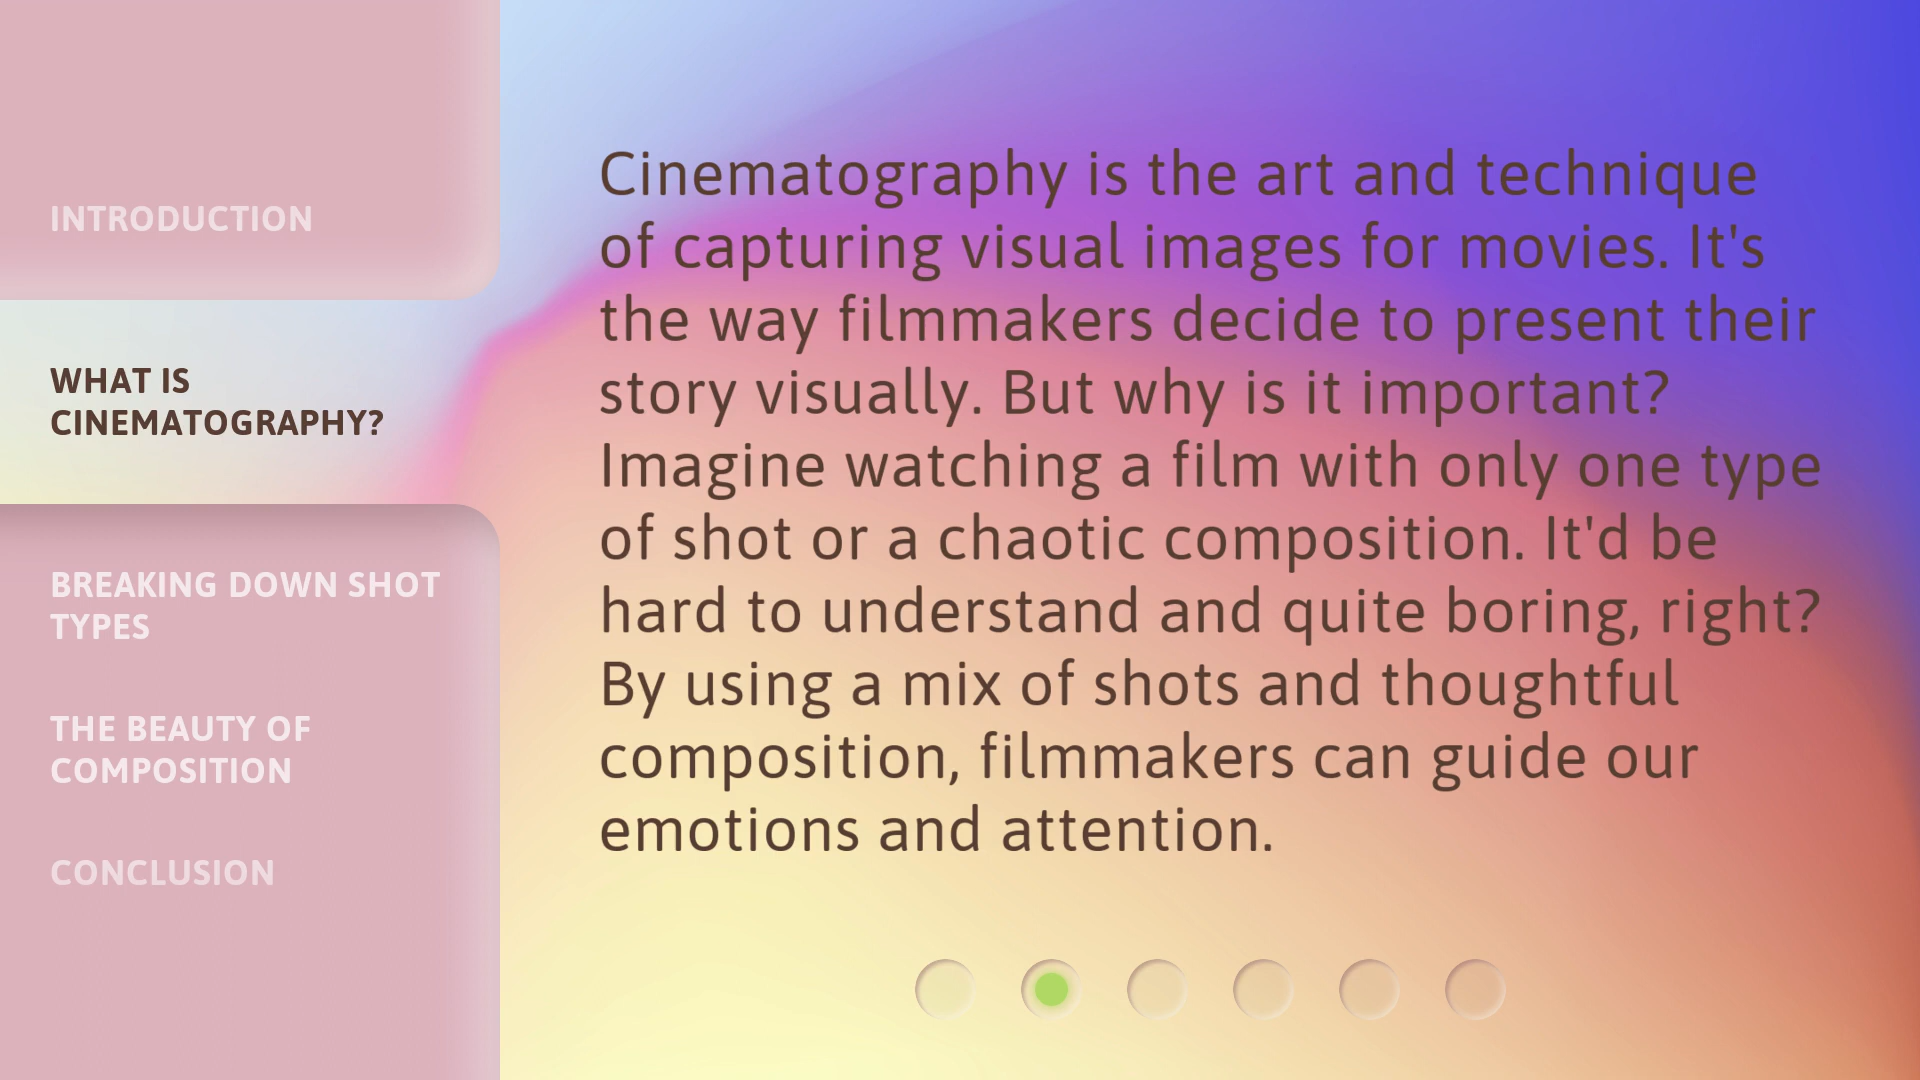 INTRODUCTION
WHAT IS
CINEMATOGRAPHY?
BREAKING DOWN SHOT
TYPES
THE BEAUTY OF
COMPOSITION
CONCLUSION
Cinematography is the art and technique
of capturing visual images for movies. It's
the way filmmakers decide to present their
story visually. But why is it important?
Imagine watching a film with only one type
of shot or a chaotic composition. It'd be
hard to understand and quite boring, right?
By using a mix of shots and thoughtful
composition, filmmakers can guide our
emotions and attention.